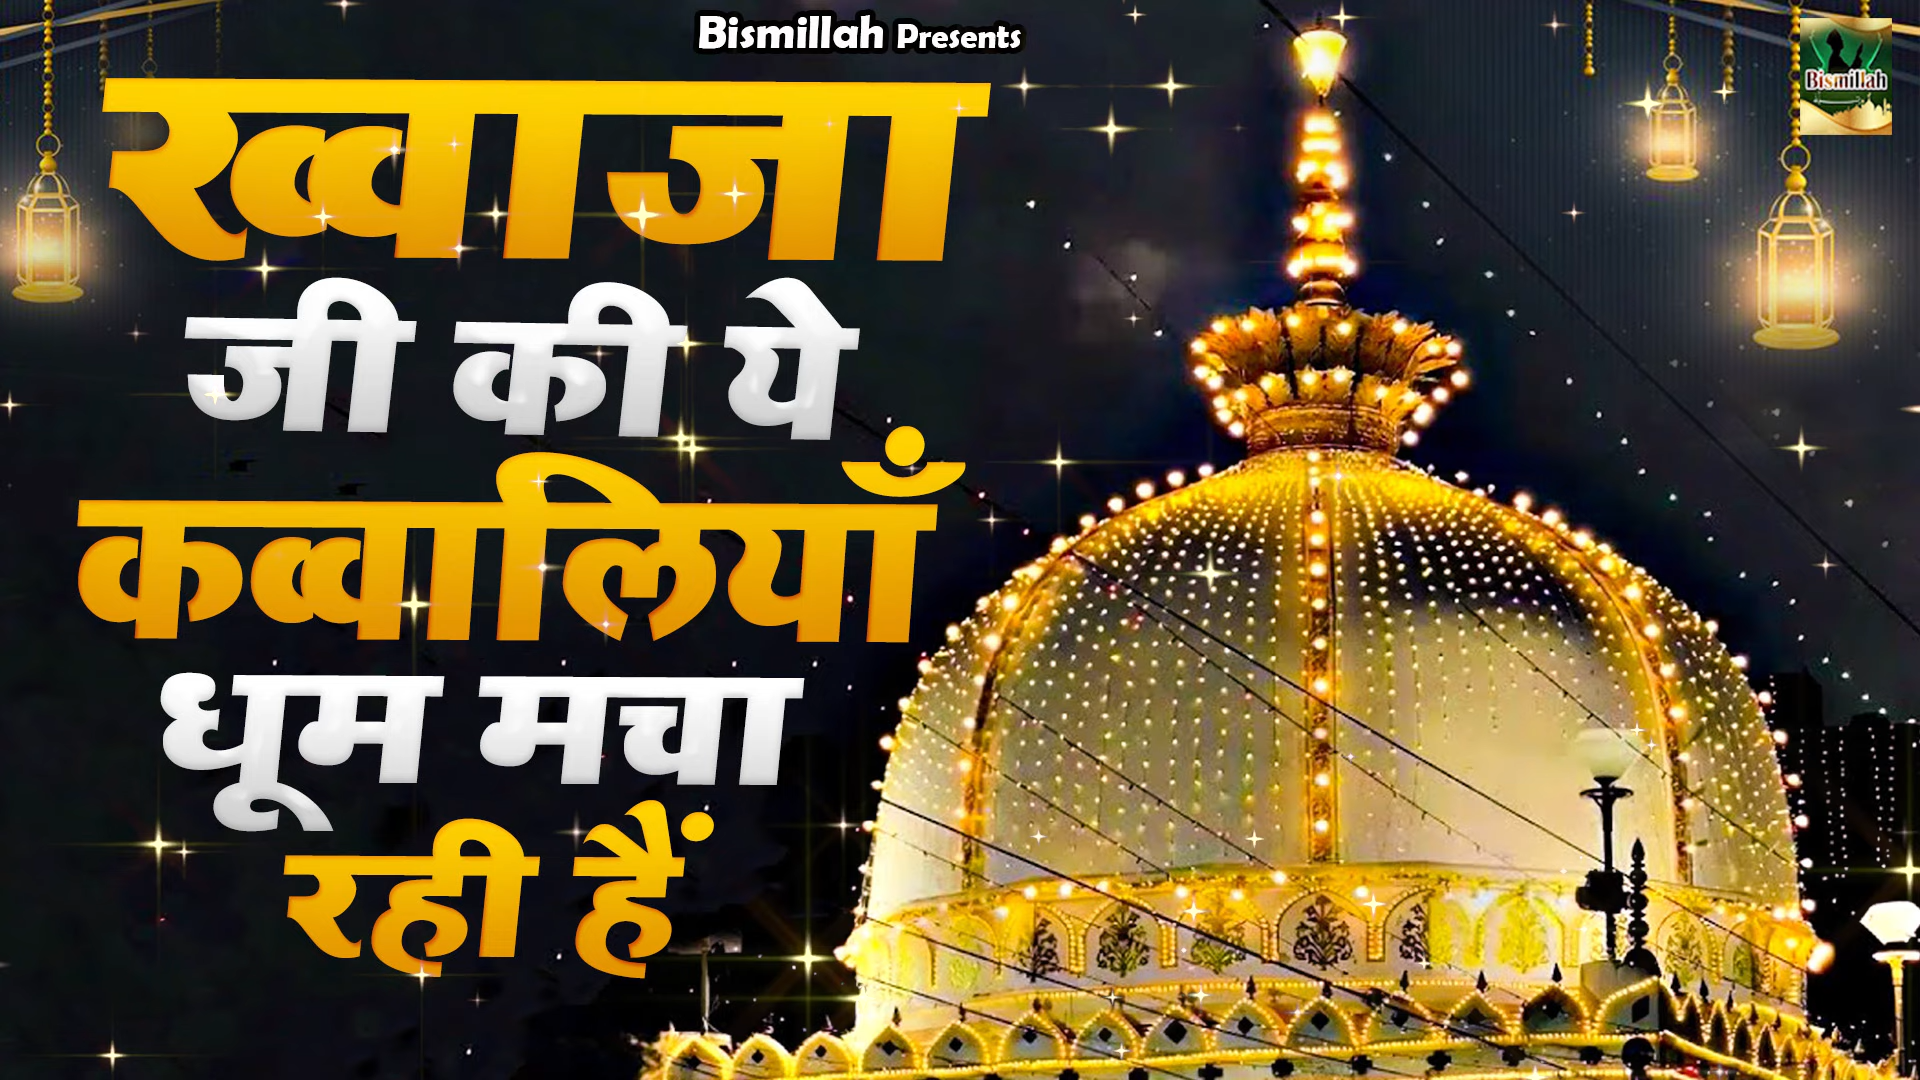 Bismillah Presents
Bismillah
ख्वाजा
जी की ये
कव्वालियाँ
धूम मचा
रही हैं